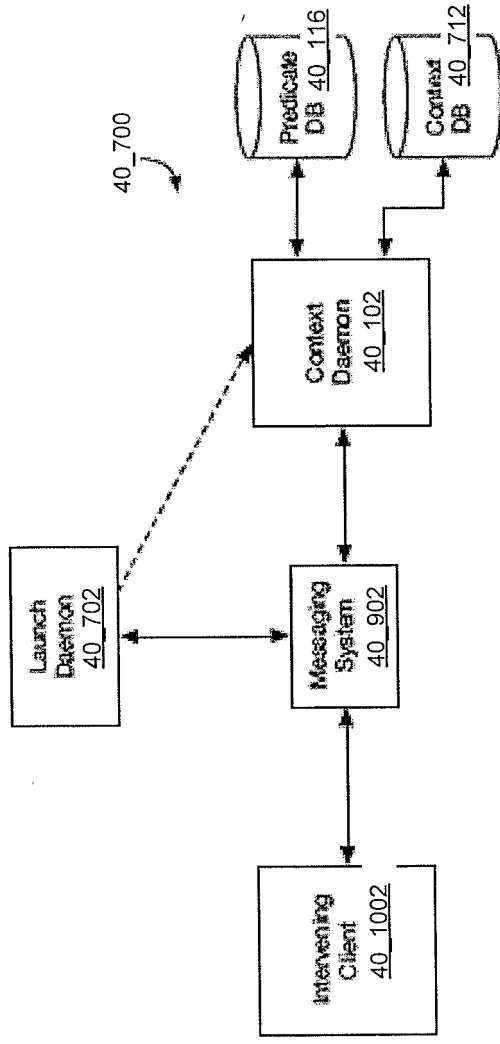 40_700
Launch
Daemon
40_702
Intervening
Client
40_1002
Messaging
System
40_902
Context
Daemon
40_102
Predicate
DB
40_116
Context
DB
40_712